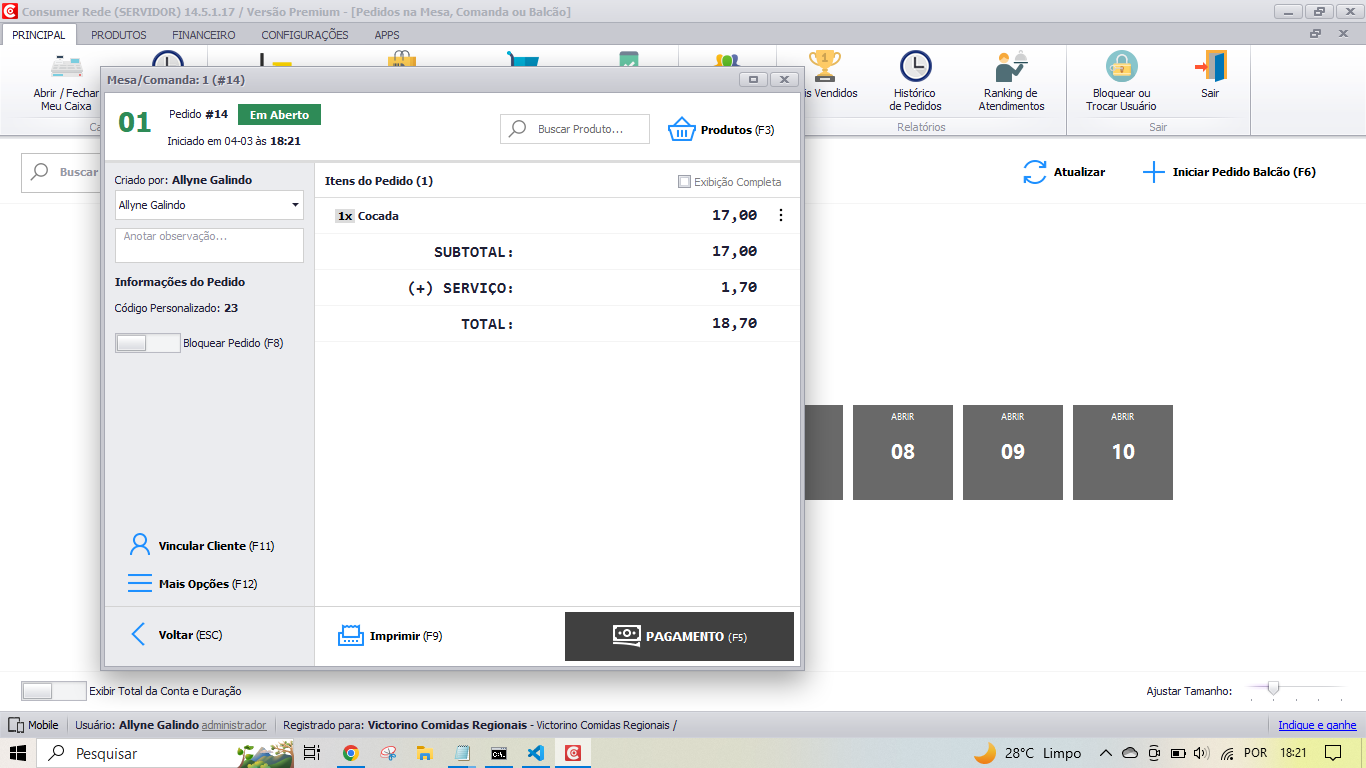 Consumer Rede (SERVIDOR) 14.5.1.17 / Versão Premium - [Pedidos na Mesa, Comanda ou Balcão]
PRINCIPAL PRODUTOS FINANCEIRO CONFIGURAÇÕES APPS
Abrir / Fechar
Meu Caixa
Vendidos
Histórico
de Pedidos
Ranking de
Atendimentos
Bloquear ou
Trocar Usuário
Sair
Relatórios
Sair
Mesa/Comanda: 1 (#14)
01
Pedido #14 Em Aberto
Iniciado em 04-03 às 18:21
Buscar Produto...
Produtos (F3)
Buscar
Atualizar
Iniciar Pedido Balcão (F6)
Criado por: Allyne Galindo
Allyne Galindo
Anotar observação...
Informações do Pedido
Código Personalizado: 23
Bloquear Pedido (F8)
Vincular Cliente (F11)
Mais Opções (F12)
Voltar (ESC)
Itens do Pedido (1)
Exibição Completa
1x Cocada 17,00
SUBTOTAL: 17,00
(+) SERVIÇO: 1,70
TOTAL: 18,70
Imprimir (F9)
PAGAMENTO (F5)
ABRIR
08
ABRIR
09
ABRIR
10
Exibir Total da Conta e Duração
Ajustar Tamanho:
Mobile Usuário: Allyne Galindo administrador Registrado para: Victorino Comidas Regionais - Victorino Comidas Regionais / Indique e ganhe
Pesquisar
28°C Limpo
POR
18:21